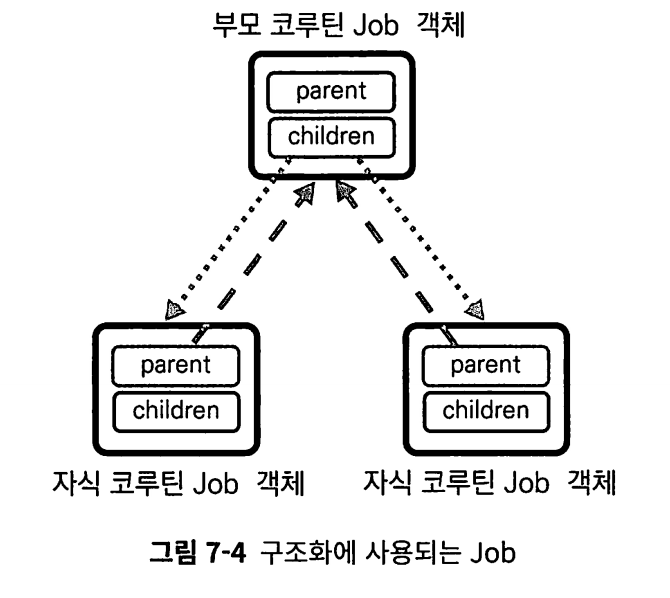 부모 코루틴 Job 객체
parent
children
parent
parent
children
children
자식 코루틴 Job 객체
자식 코루틴 Job 객체
그림 7-4 구조화에 사용되는 Job